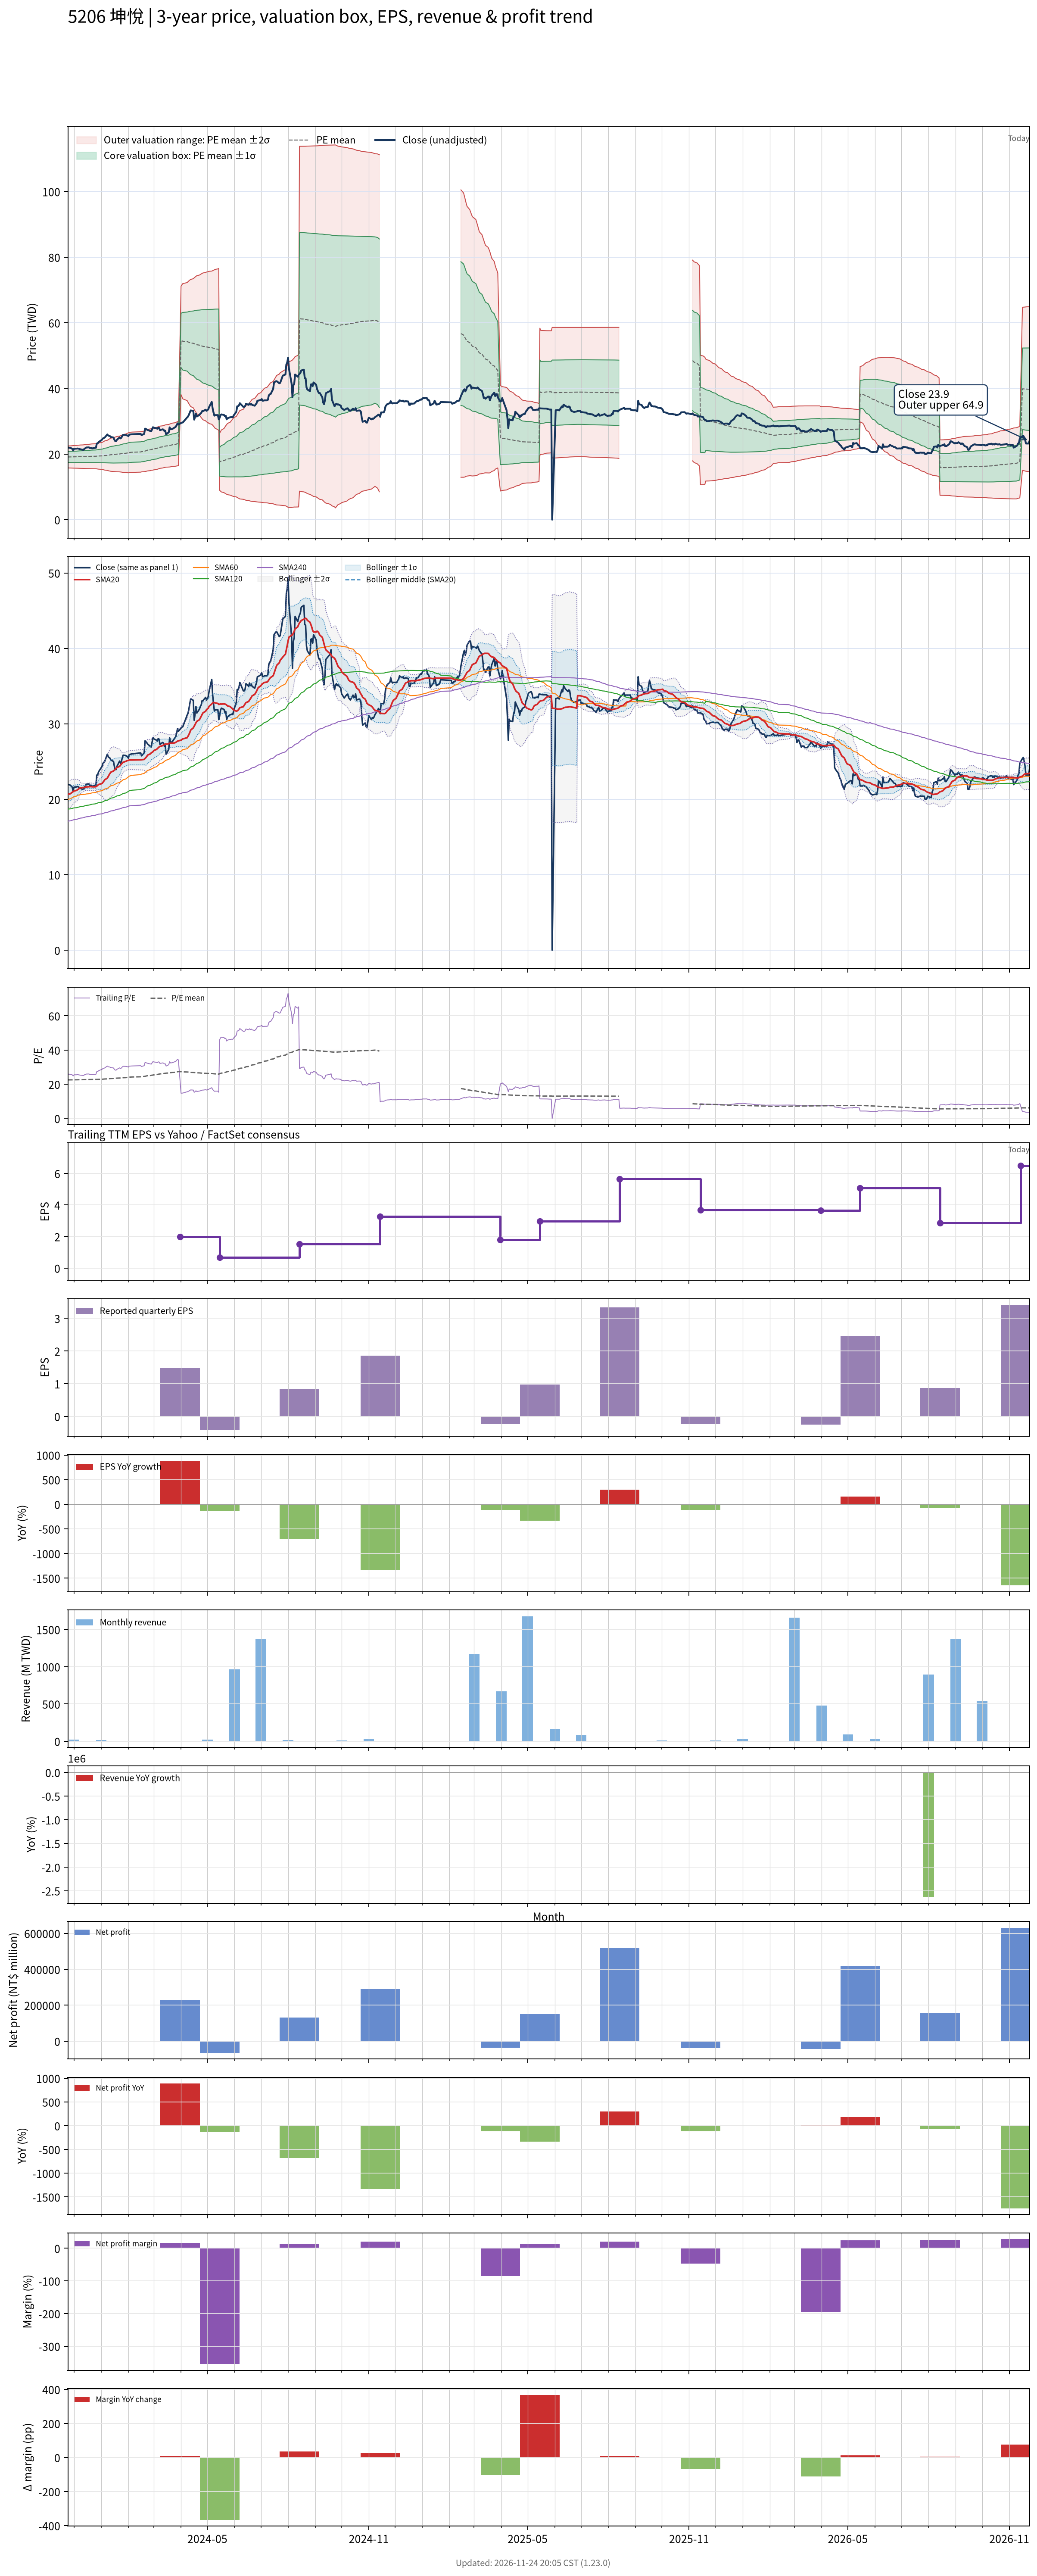 5206 坤悅 | 3-year price, valuation box, EPS, revenue & profit trend
Outer valuation range: PE mean ±2σ
PE mean
Close (unadjusted)
Core valuation box: PE mean ±1σ
Today
Price (TWD)
100
80
60
40
20
0
Close 23.9
Outer upper 64.9
Close (same as panel 1)
SMA60
SMA240
Bollinger ±1σ
SMA20
SMA120
Bollinger ±2σ
Bollinger middle (SMA20)
Price
50
40
30
20
10
0
Trailing P/E
P/E mean
P/E
60
40
20
0
Trailing TTM EPS vs Yahoo / FactSet consensus
Today
EPS
6
4
2
0
Reported quarterly EPS
EPS
3
2
1
0
EPS YoY growth
YoY (%)
1000
500
0
-500
-1000
-1500
Monthly revenue
Revenue (M TWD)
1500
1000
500
0
1e6
Revenue YoY growth
YoY (%)
0.0
-0.5
-1.0
-1.5
-2.0
-2.5
Month
Net profit
Net profit (NT$ million)
600000
400000
200000
0
Net profit YoY
YoY (%)
1000
500
0
-500
-1000
-1500
Net profit margin
Margin (%)
0
-100
-200
-300
Margin YoY change
Δ margin (pp)
400
200
0
-200
-400
2024-05
2024-11
2025-05
2025-11
2026-05
2026-11
Updated: 2026-11-24 20:05 CST (1.23.0)